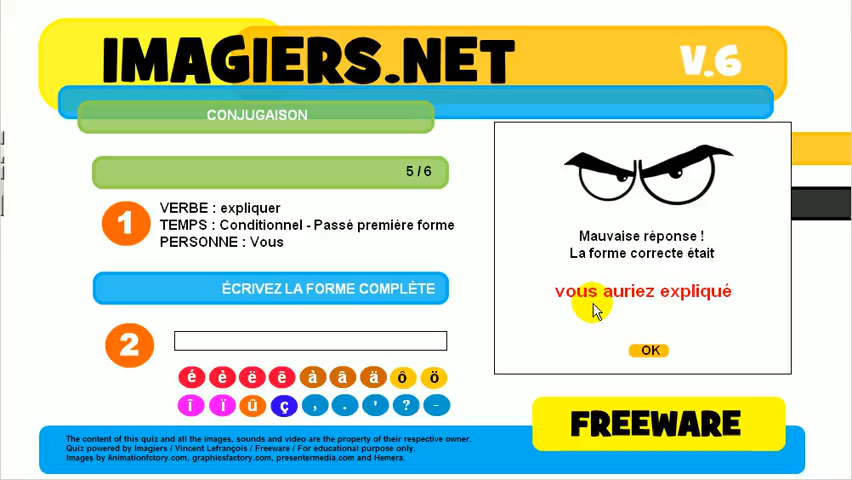 IMAGIERS.NET
V.6
CONJUGAISON
5 / 6
1
VERBE : expliquer
TEMPS : Conditionnel - Passé première forme
PERSONNE : Vous
ÉCRIVEZ LA FORME COMPLÈTE
2
é è ë ê à â ä ô ö
î ï û ç , . ' ? -
Mauvaise réponse !
La forme correcte était
vous auriez expliqué
OK
FREEWARE
The content of this quiz and all the images, sounds and video are the property of their respective owner.
Quiz powered by Imagiers / Vincent Lefrançois / Freeware / For educational purpose only.
Images by Animationfctory.com, graphicsfactory.com, presentermedia.com and Hemera.